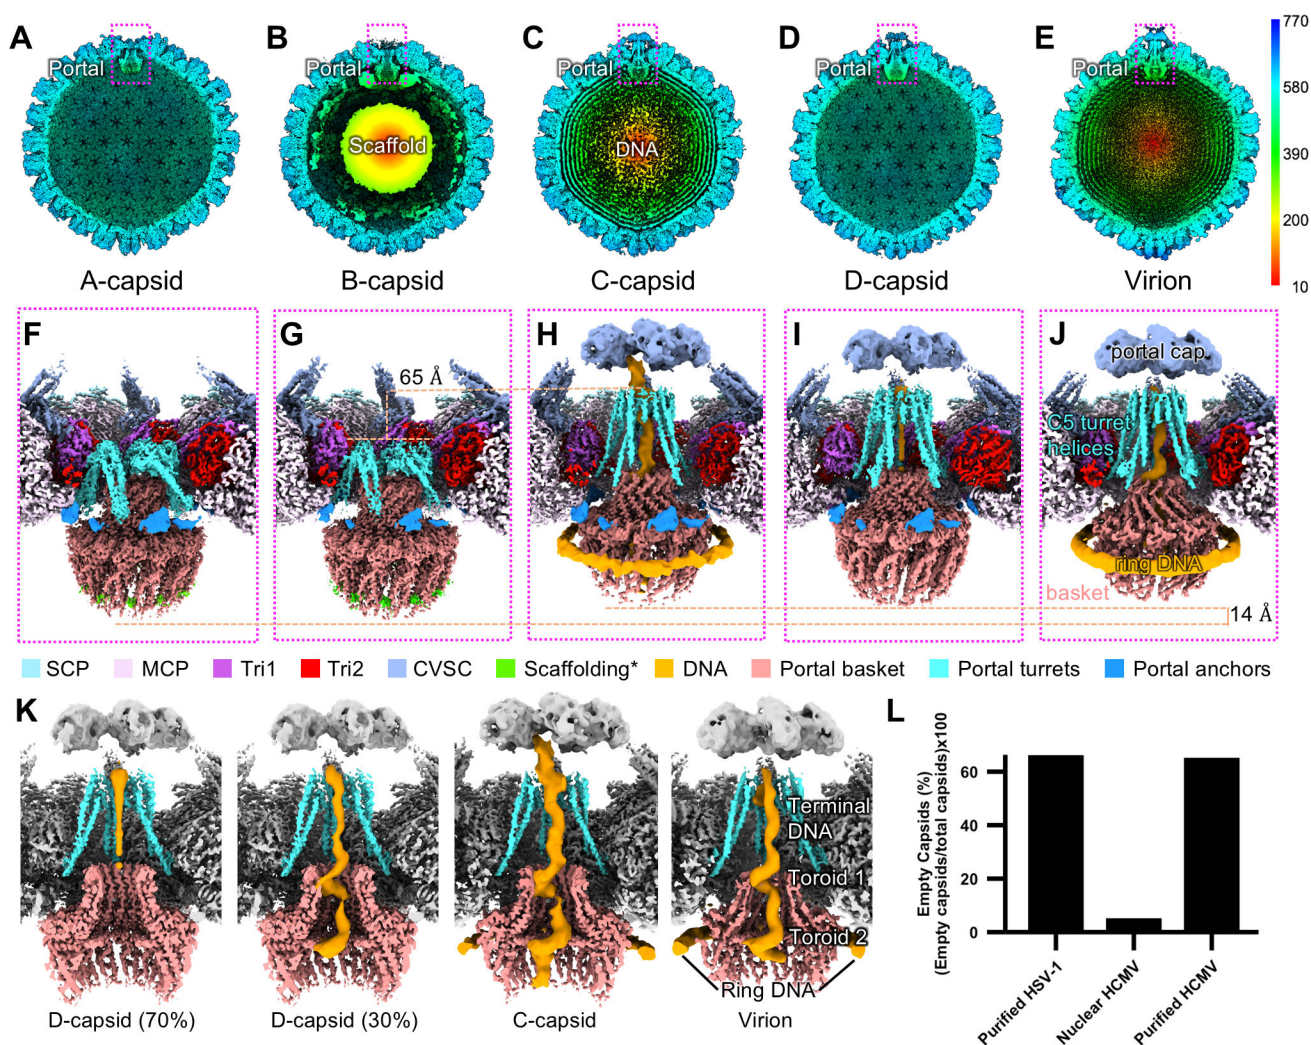 A
B
C
D
E
Portal
Portal
Portal
Portal
Portal
Scaffold
DNA
770
580
390
200
10
A-capsid
B-capsid
C-capsid
D-capsid
Virion
F
G
H
I
J
65 Å
portal cap
C5 turret
helices
ring DNA
basket
14 Å
SCP
MCP
Tri1
Tri2
CVSC
Scaffolding*
DNA
Portal basket
Portal turrets
Portal anchors
K
Terminal
DNA
Toroid 1
Toroid 2
Ring DNA
D-capsid (70%)
D-capsid (30%)
C-capsid
Virion
L
Empty Capsids (%)
(Empty capsids/total capsids)x100
60
40
20
0
Purified HSV-1
Nuclear HCMV
Purified HCMV